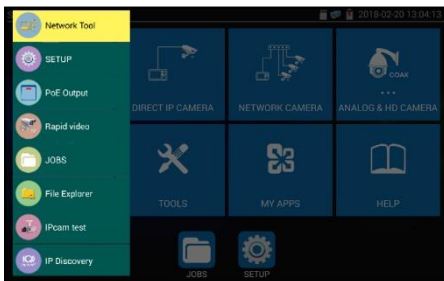 2018-02-20 13:04:13
Network Tool
SETUP
PoE Output
Rapid video
JOBS
File Explorer
IPcam test
IP Discovery
DIRECT IP CAMERA
NETWORK CAMERA
COAX
ANALOG & HD CAMERA
TOOLS
MY APPS
HELP
JOBS
SETUP